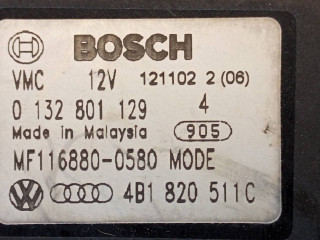 BOSCH
VMC 12V 121102 2 (06)
0 132 801 129 4
Made in Malaysia 905
MF116880-0580 MODE
4B1 820 511C